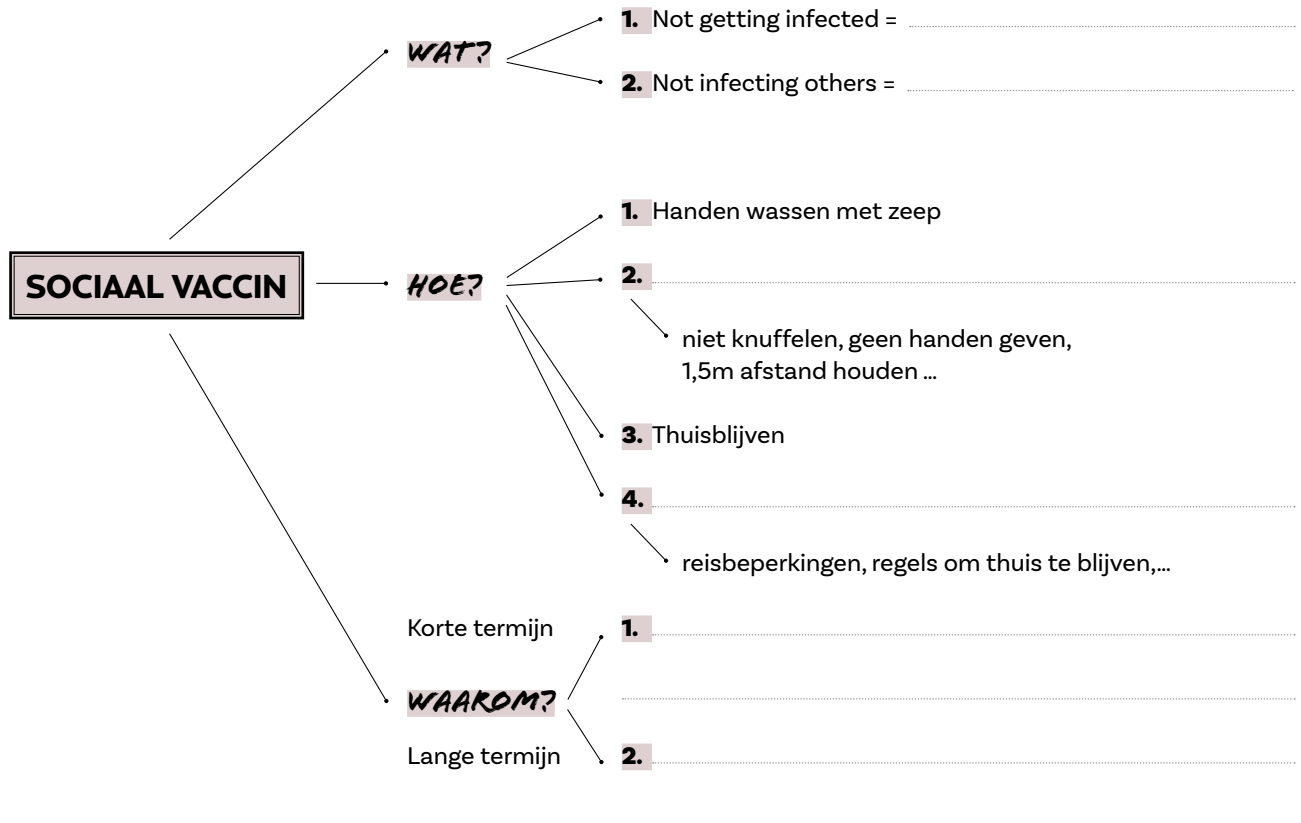 1. Not getting infected =
WAT?
2. Not infecting others =
1. Handen wassen met zeep
SOCIAAL VACCIN
HOE?
2.
niet knuffelen, geen handen geven,
1,5m afstand houden ...
3. Thuisblijven
4.
reisbeperkingen, regels om thuis te blijven,...
Korte termijn
1.
WAAROM?
Lange termijn
2.